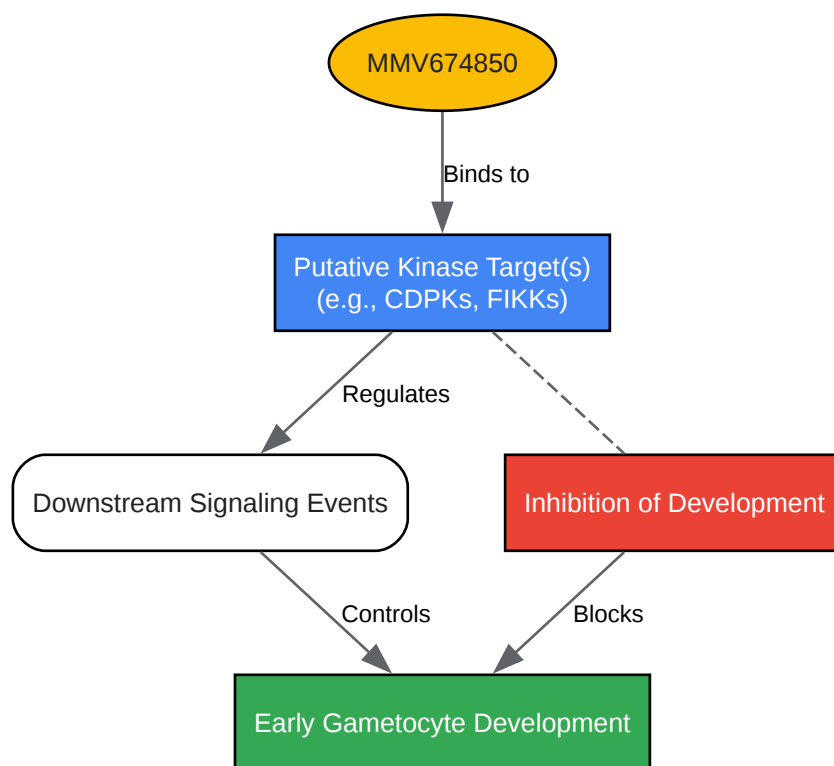 MMV674850
Binds to
Putative Kinase Target(s)
(e.g., CDPKs, FIKKs)
Regulates
Downstream Signaling Events
Inhibition of Development
Controls
Blocks
Early Gametocyte Development